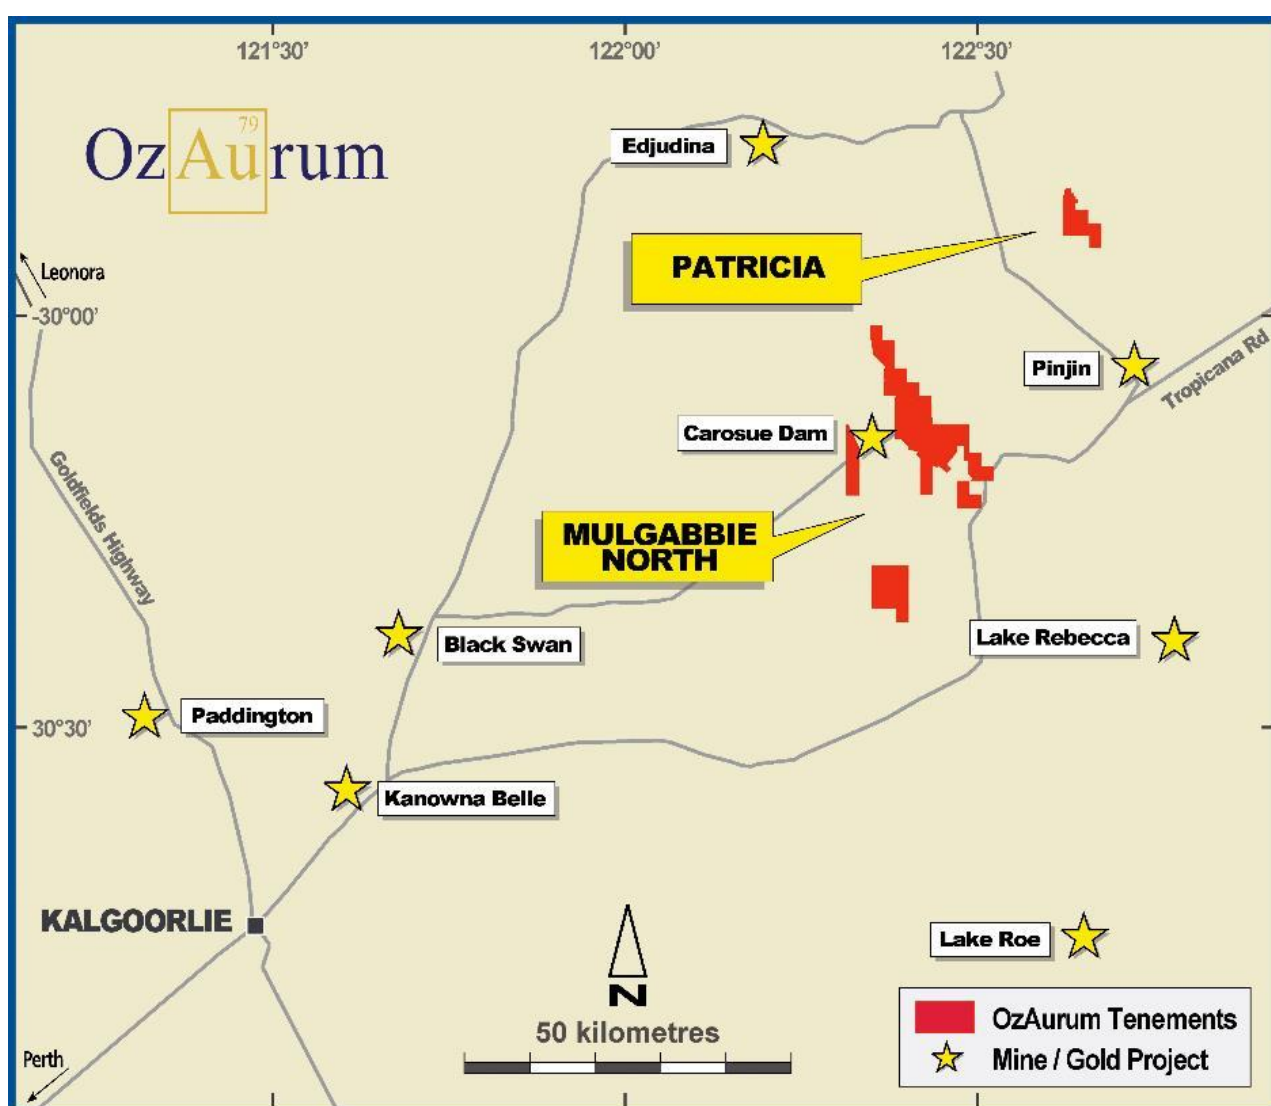 121°30'
122°00'
122°30'
79
OzAurum
Edjudina
PATRICIA
Leonora
-30°00'
Pinjin
Tropicana Rd
Carosue Dam
Goldfields Highway
MULGABBIE
NORTH
Black Swan
Lake Rebecca
Paddington
30°30'
Kanowna Belle
KALGOORLIE
Lake Roe
N
50 kilometres
OzAurum Tenements
Mine / Gold Project
Perth